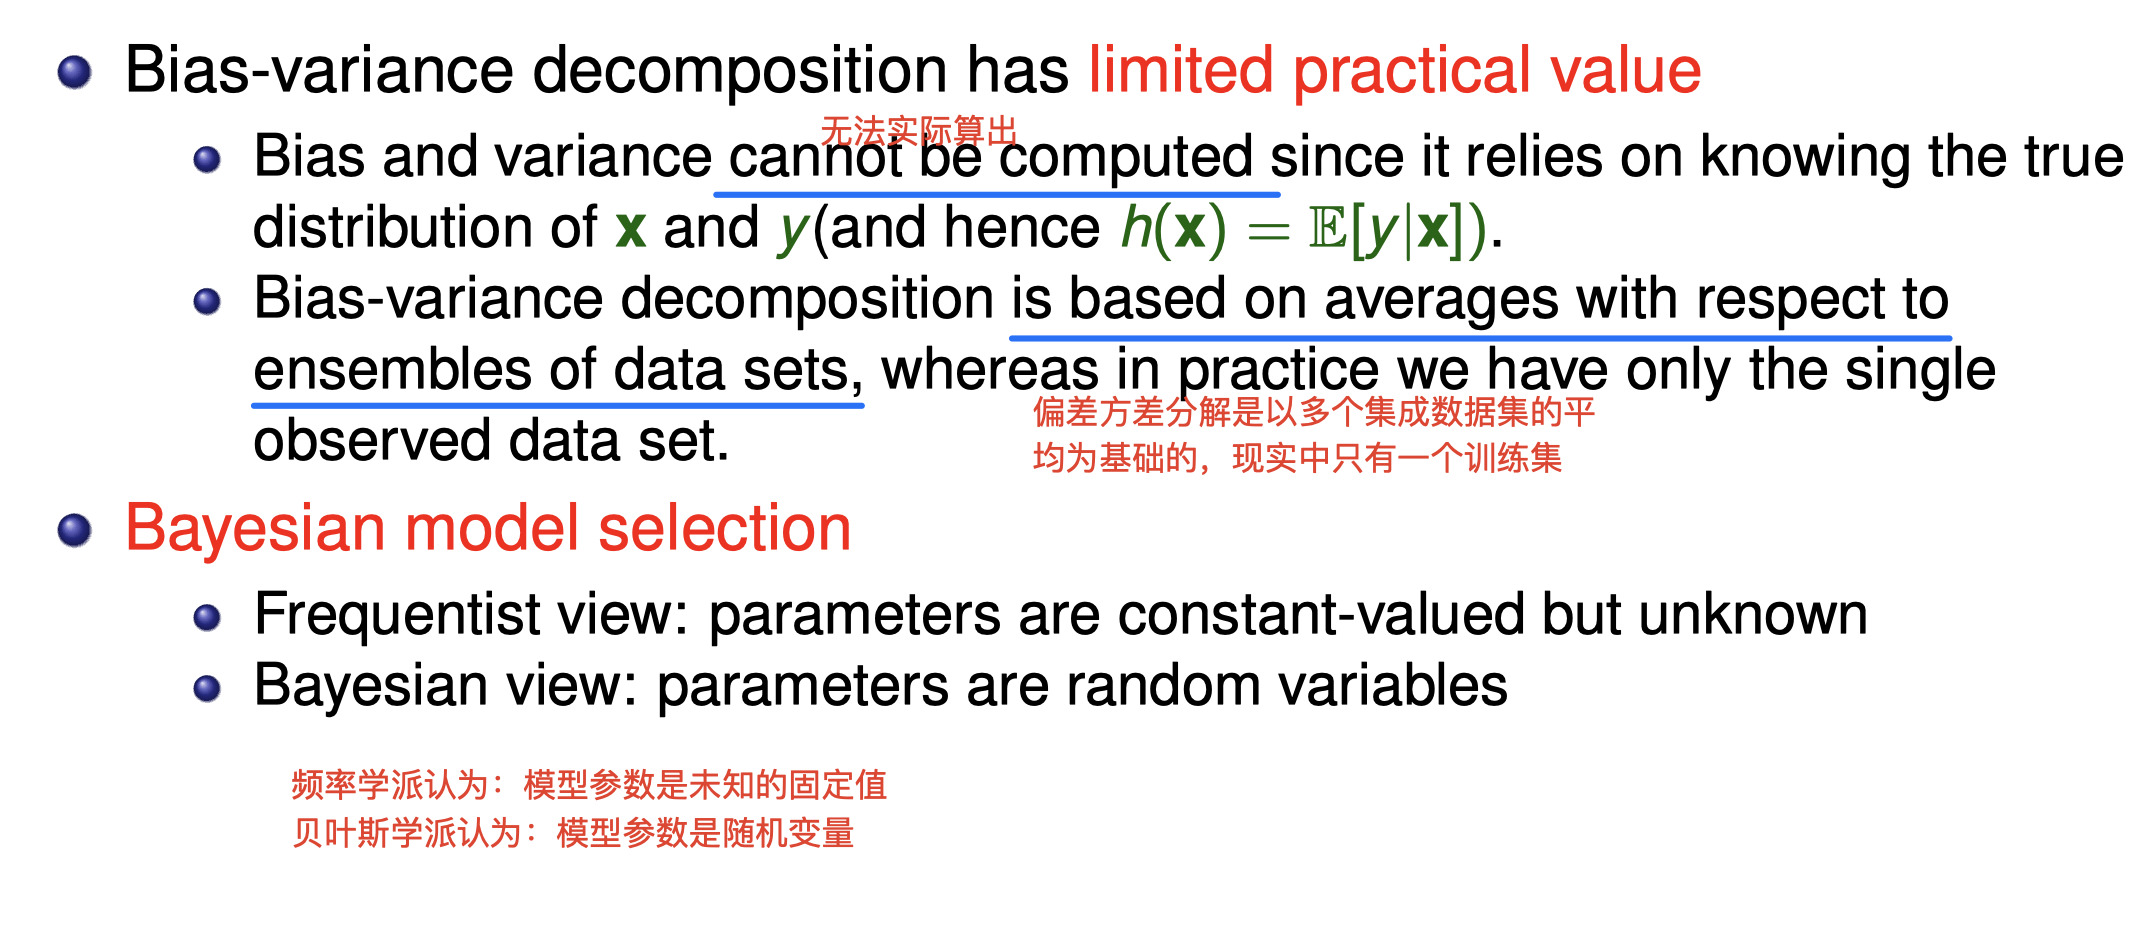 Bias-variance decomposition has limited practical value
无法实际算出
Bias and variance cannot be computed since it relies on knowing the true
distribution of x and y(and hence h(x) = 𝔼[y|x]).
Bias-variance decomposition is based on averages with respect to
ensembles of data sets, whereas in practice we have only the single
偏差方差分解是以多个集成数据集的平
observed data set.
均为基础的，现实中只有一个训练集
Bayesian model selection
Frequentist view: parameters are constant-valued but unknown
Bayesian view: parameters are random variables
频率学派认为：模型参数是未知的固定值
贝叶斯学派认为：模型参数是随机变量